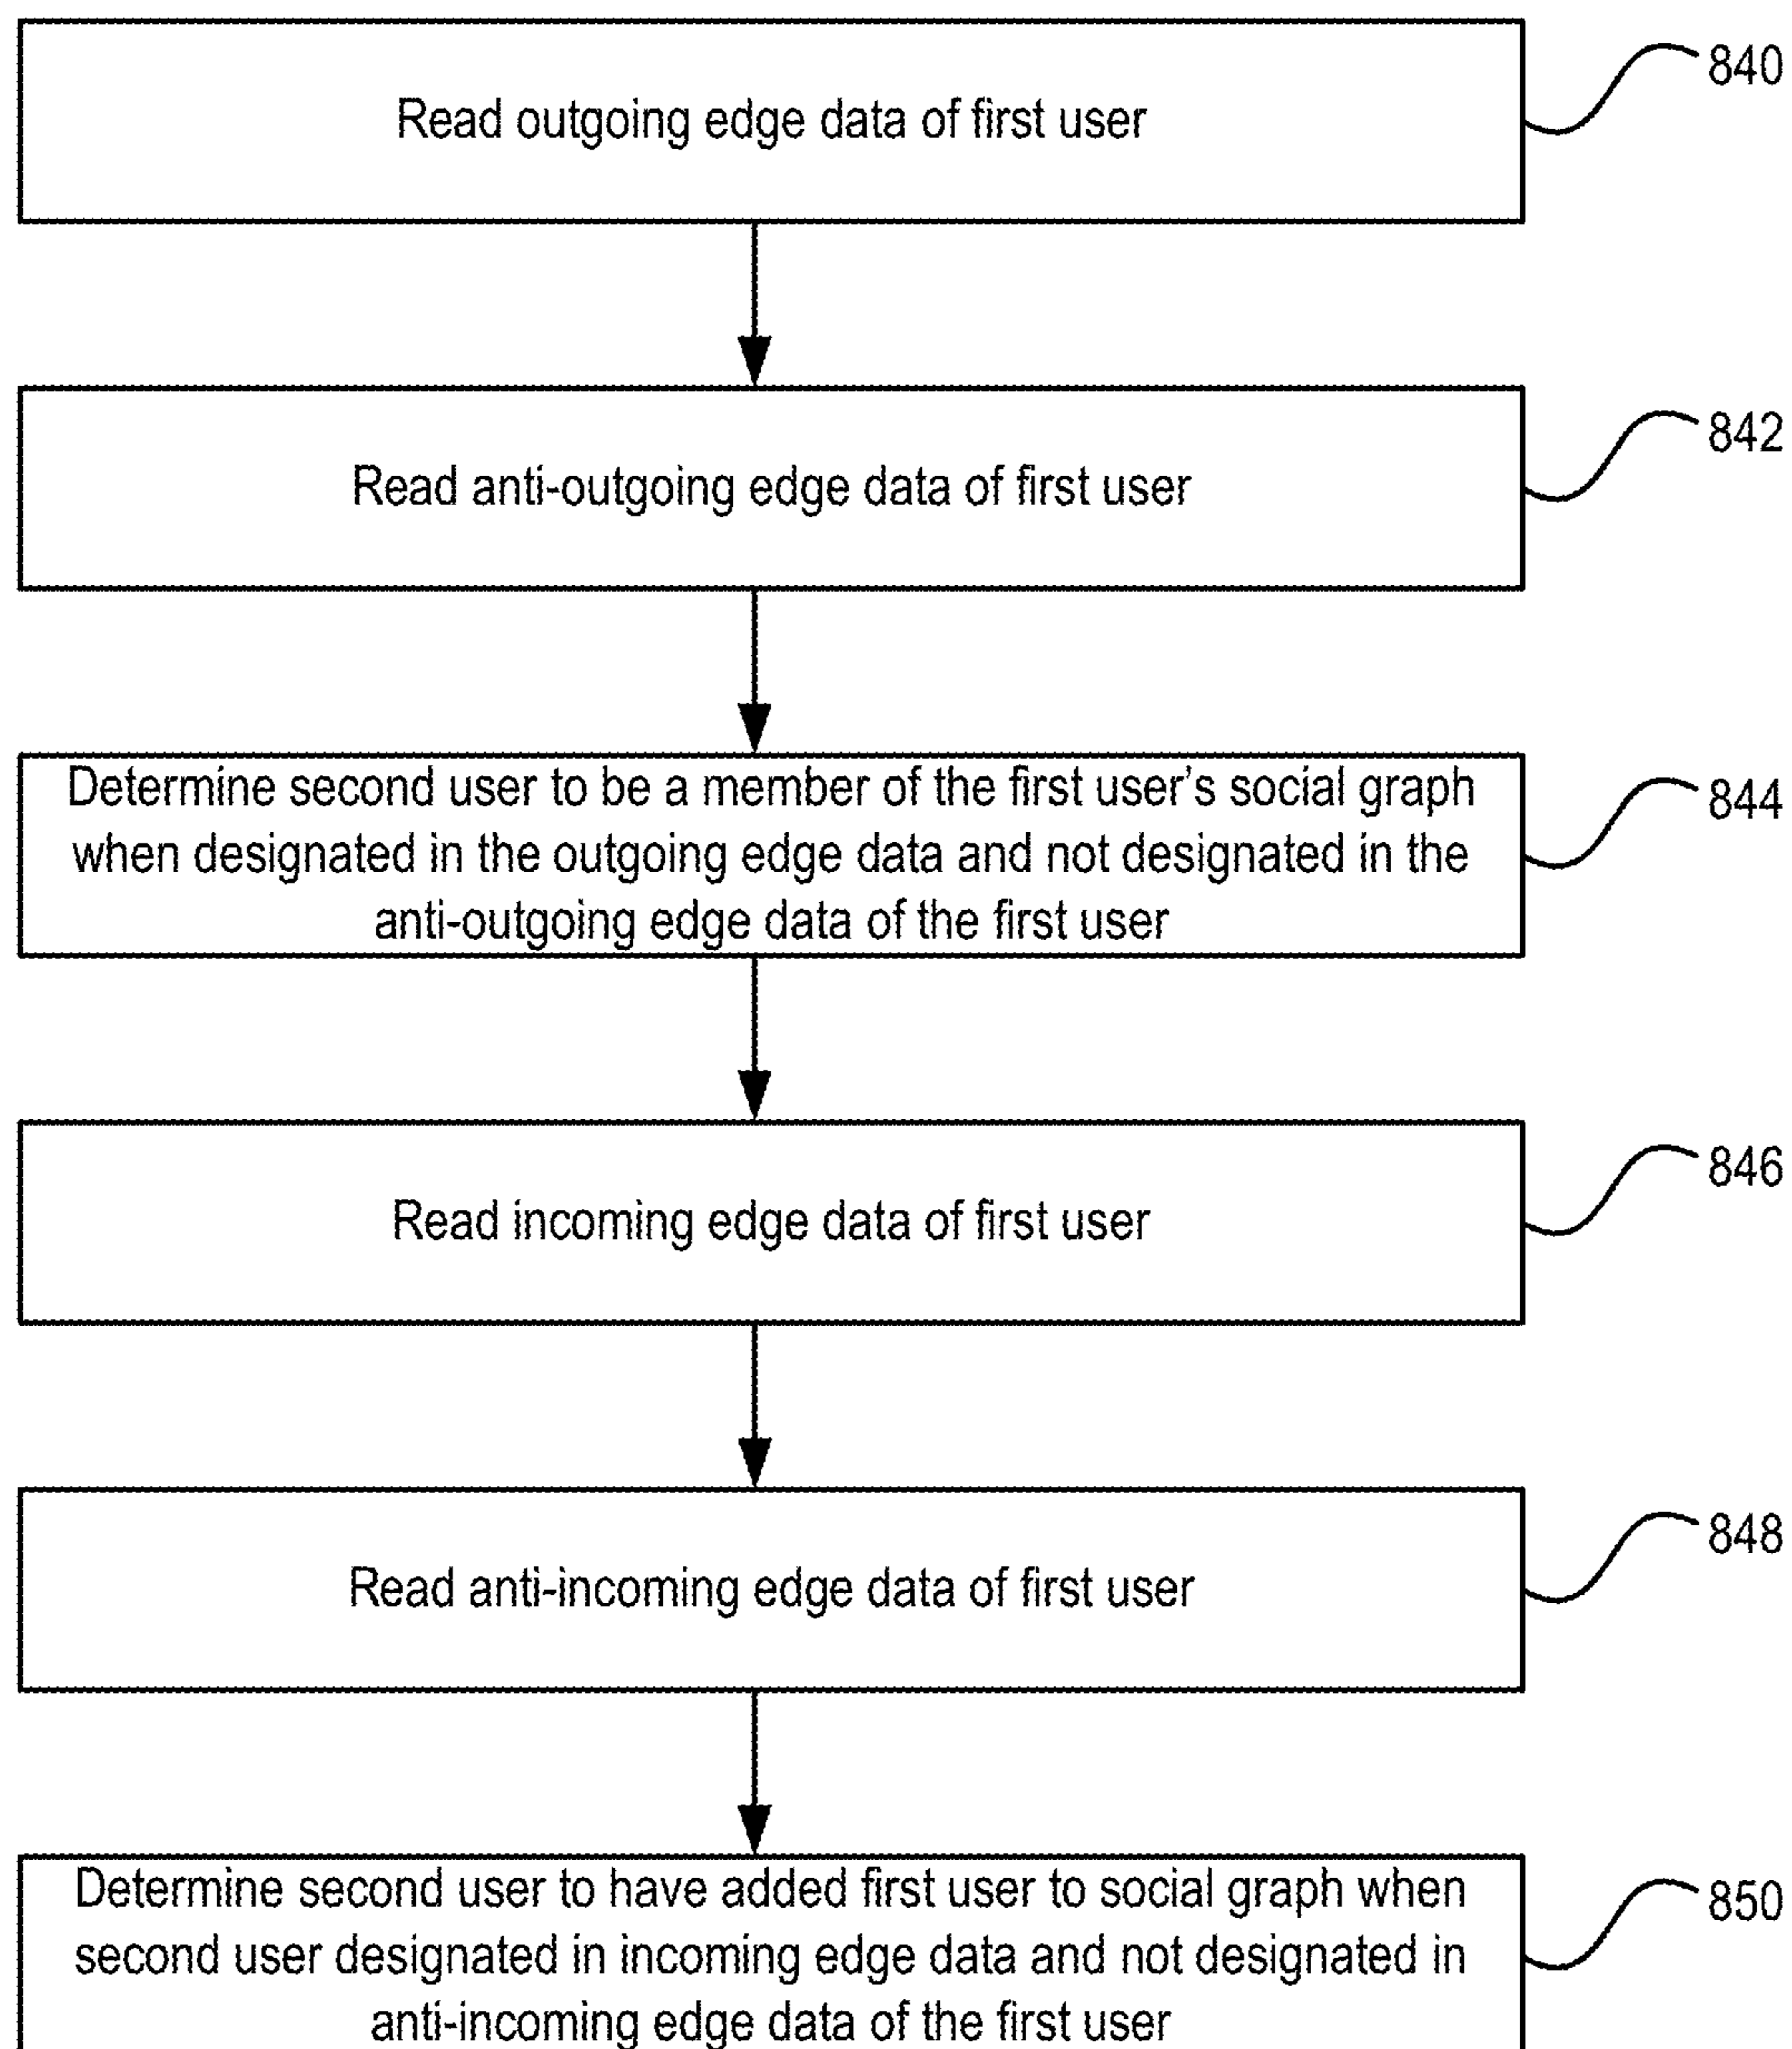 Read outgoing edge data of first user
840
Read anti-outgoing edge data of first user
842
Determine second user to be a member of the first user’s social graph
when designated in the outgoing edge data and not designated in the
anti-outgoing edge data of the first user
844
Read incoming edge data of first user
846
Read anti-incoming edge data of first user
848
Determine second user to have added first user to social graph when
second user designated in incoming edge data and not designated in
anti-incoming edge data of the first user
850